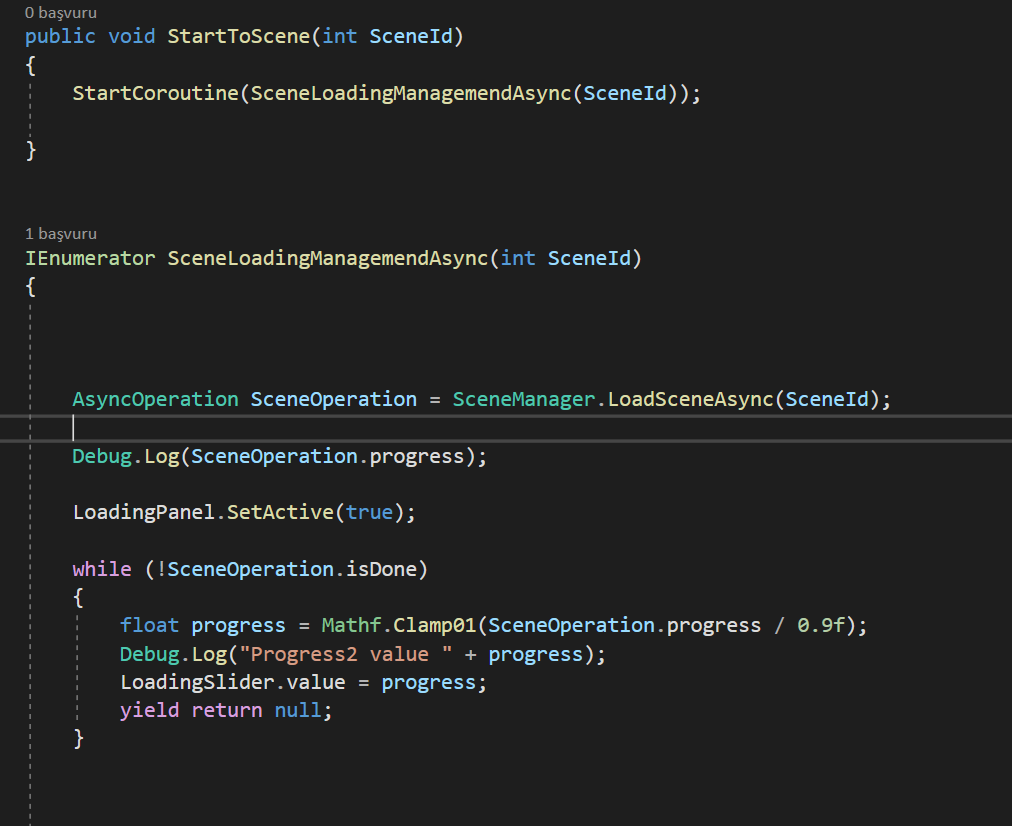 0 başvuru
public void StartToScene(int SceneId)
{
StartCoroutine(SceneLoadingManagemendAsync(SceneId));
}
1 başvuru
IEnumerator SceneLoadingManagemendAsync(int SceneId)
{
AsyncOperation SceneOperation = SceneManager.LoadSceneAsync(SceneId);
Debug.Log(SceneOperation.progress);
LoadingPanel.SetActive(true);
while (!SceneOperation.isDone)
{
float progress = Mathf.Clamp01(SceneOperation.progress / 0.9f);
Debug.Log("Progress2 value " + progress);
LoadingSlider.value = progress;
yield return null;
}